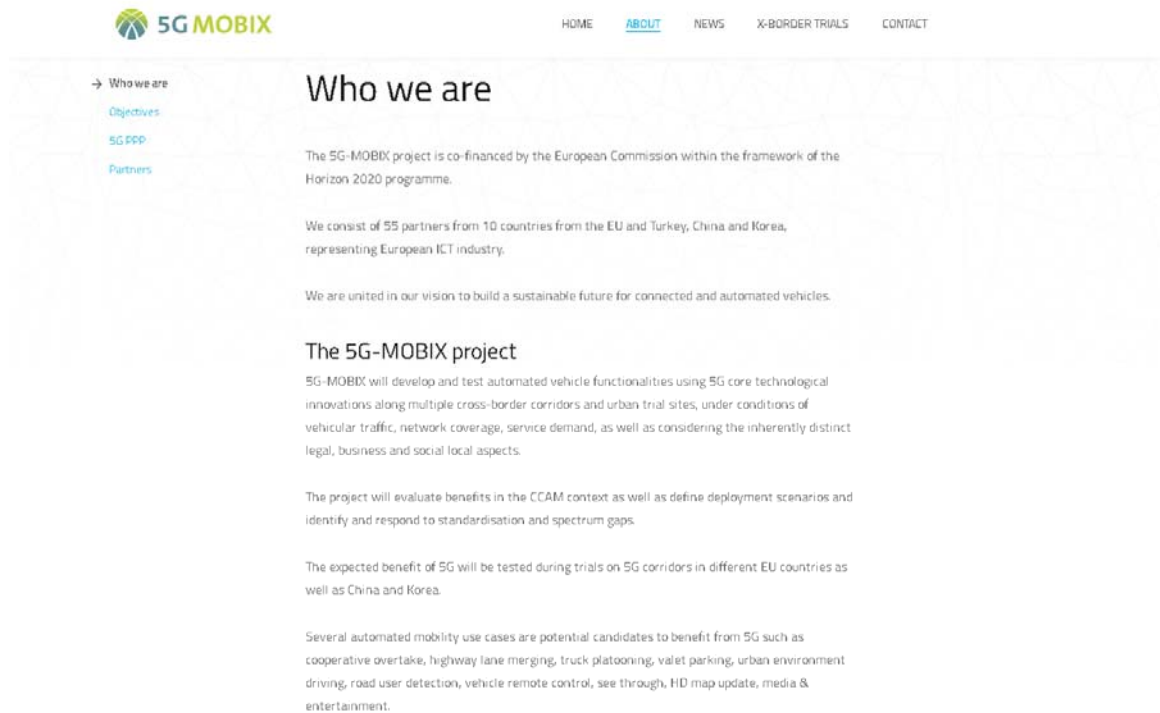 5G MOBIX
HOME ABOUT NEWS X-BORDER TRIALS CONTACT
Who we are
Objectives
5G PPP
Partners
Who we are
The 5G-MOBIX project is co-financed by the European Commission within the framework of the
Horizon 2020 programme.
We consist of 55 partners from 10 countries from the EU and Turkey, China and Korea,
representing European ICT industry.
We are united in our vision to build a sustainable future for connected and automated vehicles.
The 5G-MOBIX project
5G-MOBIX will develop and test automated vehicle functionalities using 5G core technological
innovations along multiple cross-border corridors and urban trial sites, under conditions of
vehicular traffic, network coverage, service demand, as well as considering the inherently distinct
legal, business and social local aspects.
The project will evaluate benefits in the CCAM context as well as define deployment scenarios and
identify and respond to standardisation and spectrum gaps.
The expected benefit of 5G will be tested during trials on 5G corridors in different EU countries as
well as China and Korea.
Several automated mobility use cases are potential candidates to benefit from 5G such as
cooperative overtake, highway lane merging, truck platooning, valet parking, urban environment
driving, road user detection, vehicle remote control, see through, HD map update, media &
entertainment.